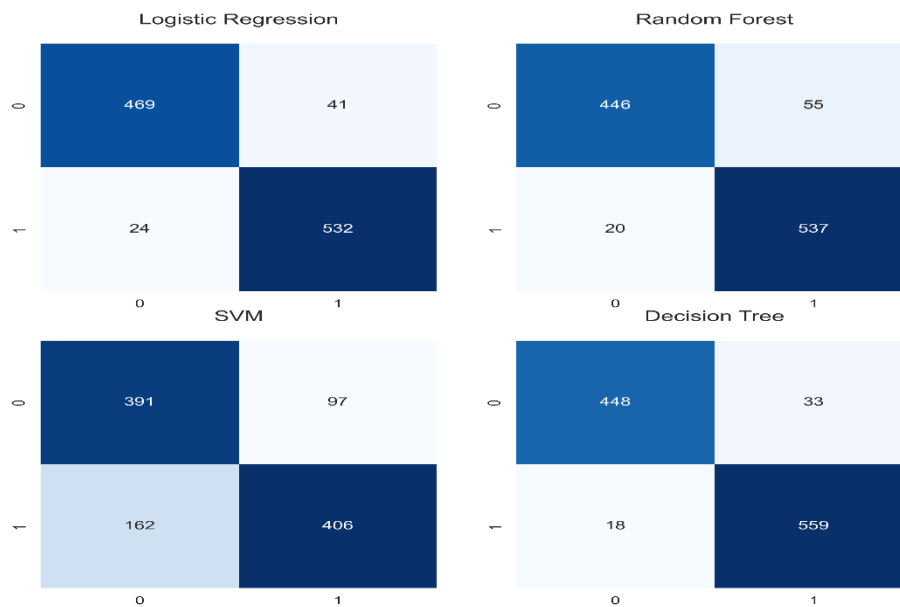 Logistic Regression
0 469 41
1 24 532
0 1
Random Forest
0 446 55
1 20 537
0 1
SVM
0 391 97
1 162 406
0 1
Decision Tree
0 448 33
1 18 559
0 1